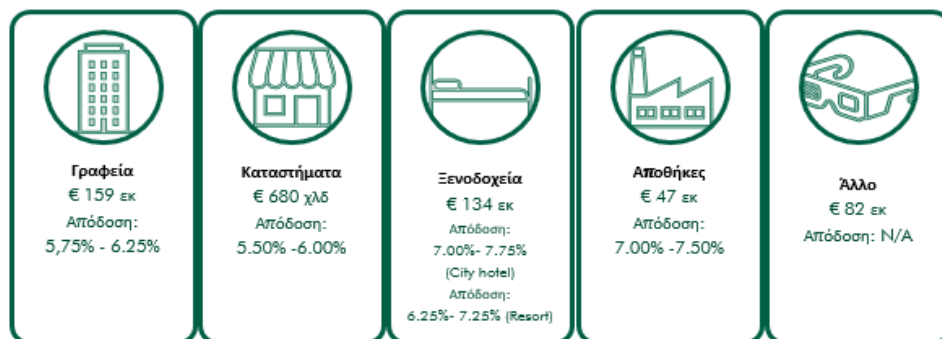 Γραφεία
€ 159 εκ
Απόδοση:
5,75% - 6.25%
Καταστήματα
€ 680 χλδ
Απόδοση:
5.50% -6.00%
Ξενοδοχεία
€ 134 εκ
Απόδοση:
7.00%- 7.75%
(City hotel)
Απόδοση:
6.25%- 7.25% (Resort)
Αποθήκες
€ 47 εκ
Απόδοση:
7.00% -7.50%
Άλλο
€ 82 εκ
Απόδοση: N/A